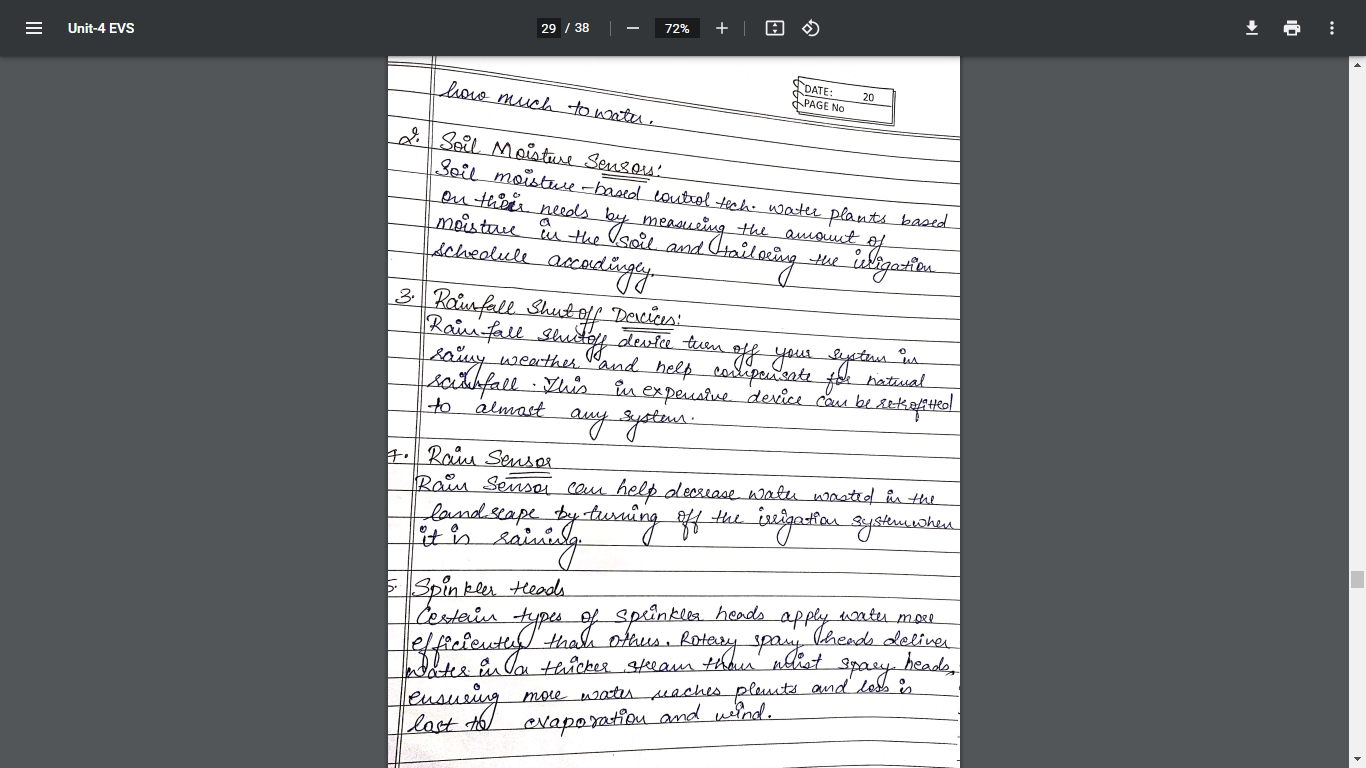 Unit-4 EVS
29 / 38
72%
DATE: 20
PAGE No
how much to water.
2. Soil Moisture Sensors:
Soil moisture-based control tech. water plants based
on their needs by measuring the amount of
moisture in the soil and tailoring the irrigation
schedule accordingly.
3. Rainfall Shut off Devices:
Rain-fall shutoff device turn off your system in
rainy weather and help compensate for natural
rainfall. This in expensive device can be retrofitted
to almost any system.
4. Rain Sensor
Rain Sensor can help decrease water wasted in the
landscape by turning off the irrigation system when
it is raining.
5. Spinkler Heads
Certain types of sprinkler heads apply water more
efficiently than others. Rotary spary heads deliver
water in a thicker stream than mist spary heads,
ensuring more water reaches plants and less is
lost to evaporation and wind.